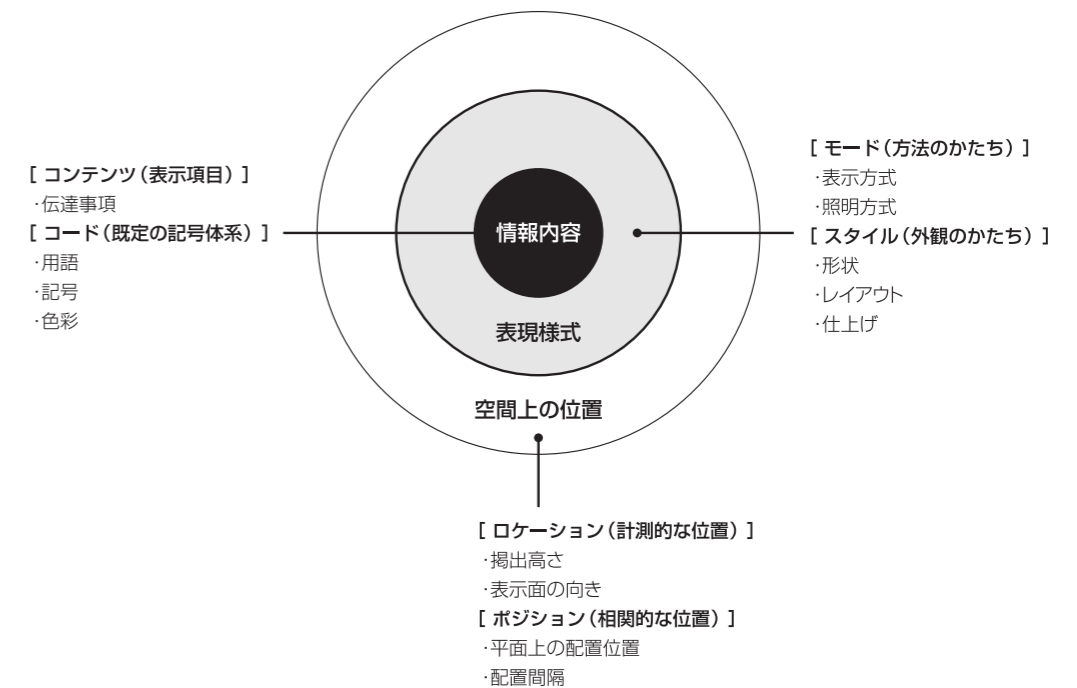 [ コンテンツ(表示項目) ]
・伝達事項
[ コード(既定の記号体系) ]
・用語
・記号
・色彩
情報内容
表現様式
空間上の位置
[ モード(方法のかたち) ]
・表示方式
・照明方式
[ スタイル(外観のかたち) ]
・形状
・レイアウト
・仕上げ
[ ロケーション(計測的な位置) ]
・掲出高さ
・表示面の向き
[ ポジション(相関的な位置) ]
・平面上の配置位置
・配置間隔